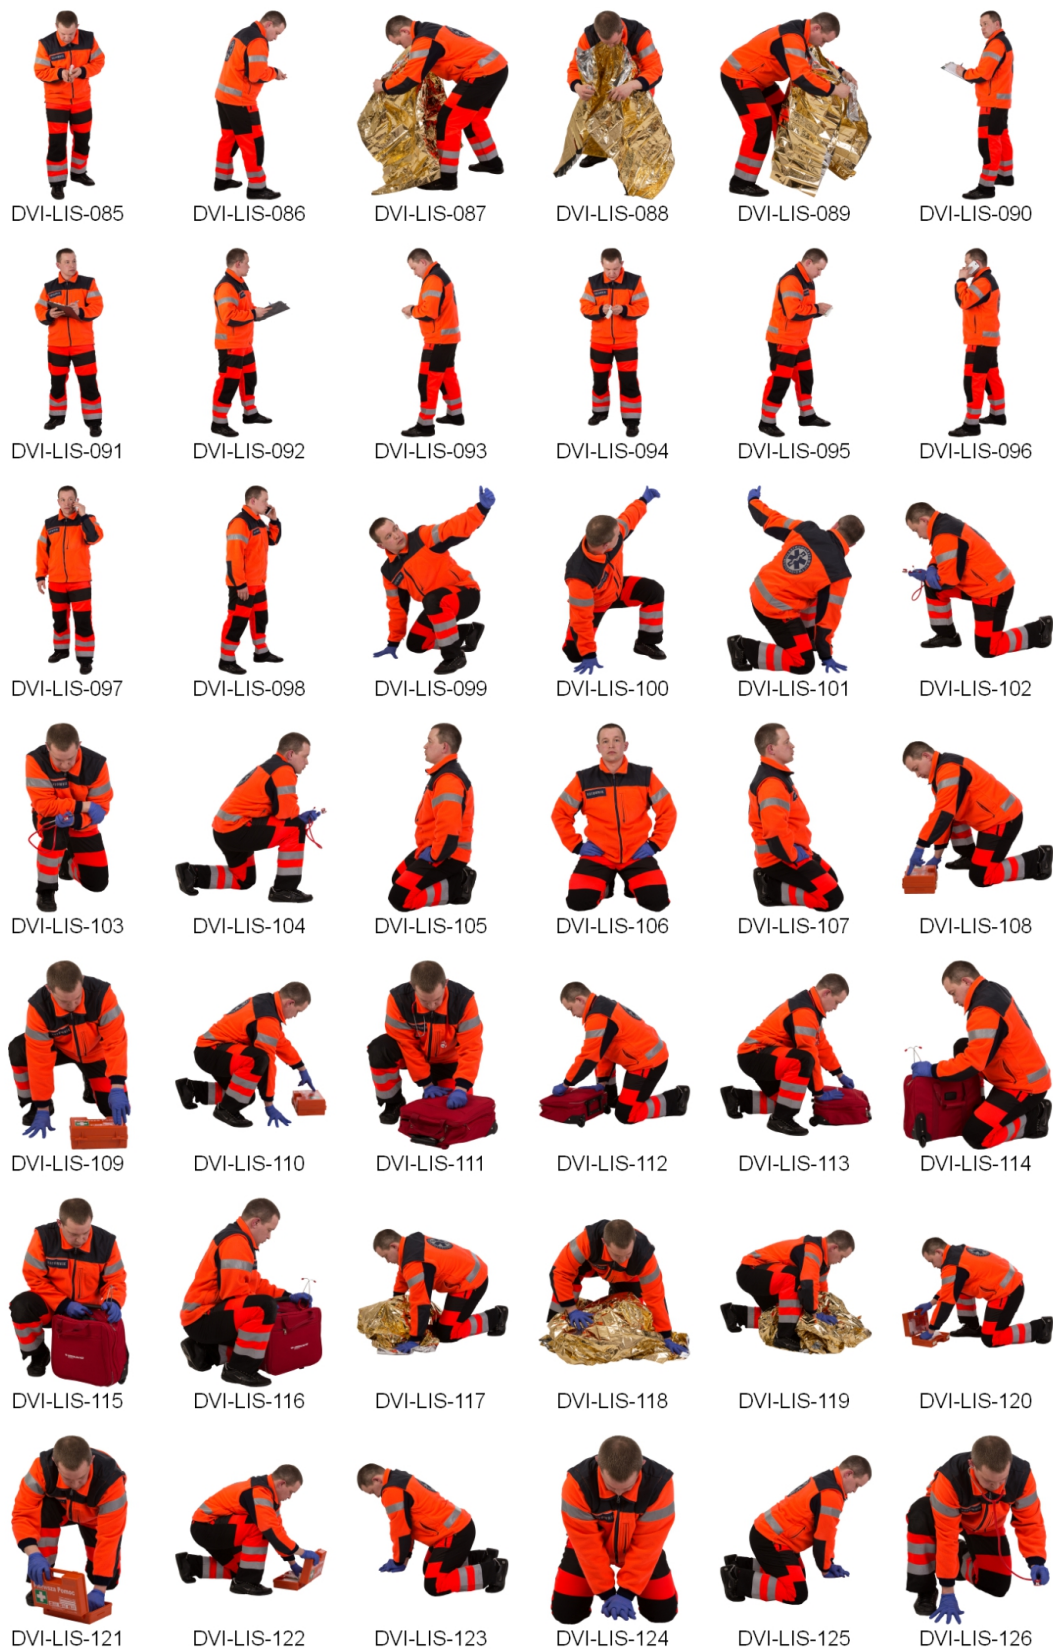 DVI-LIS-085 DVI-LIS-086 DVI-LIS-087 DVI-LIS-088 DVI-LIS-089 DVI-LIS-090
DVI-LIS-091 DVI-LIS-092 DVI-LIS-093 DVI-LIS-094 DVI-LIS-095 DVI-LIS-096
DVI-LIS-097 DVI-LIS-098 DVI-LIS-099 DVI-LIS-100 DVI-LIS-101 DVI-LIS-102
DVI-LIS-103 DVI-LIS-104 DVI-LIS-105 DVI-LIS-106 DVI-LIS-107 DVI-LIS-108
DVI-LIS-109 DVI-LIS-110 DVI-LIS-111 DVI-LIS-112 DVI-LIS-113 DVI-LIS-114
DVI-LIS-115 DVI-LIS-116 DVI-LIS-117 DVI-LIS-118 DVI-LIS-119 DVI-LIS-120
DVI-LIS-121 DVI-LIS-122 DVI-LIS-123 DVI-LIS-124 DVI-LIS-125 DVI-LIS-126